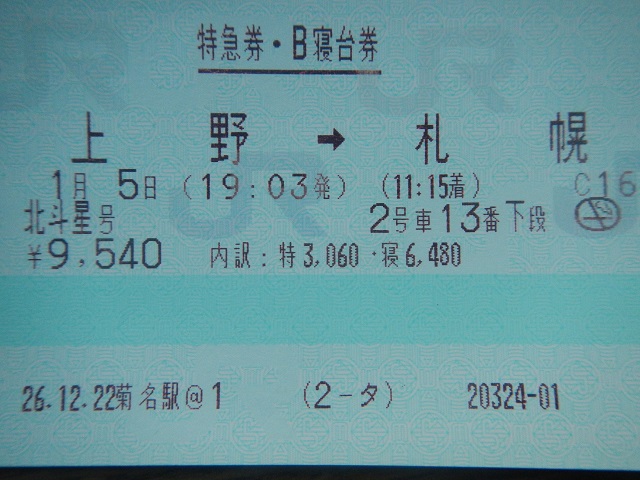 特急券・B寝台券
上野 → 札幌
1月 5日 (19:03発) (11:15着) C16
北斗星号 2号車13番下段
¥9,540 内訳:特3,060・寝6,480
26.12.22菊名駅@1 (2-タ) 20324-01